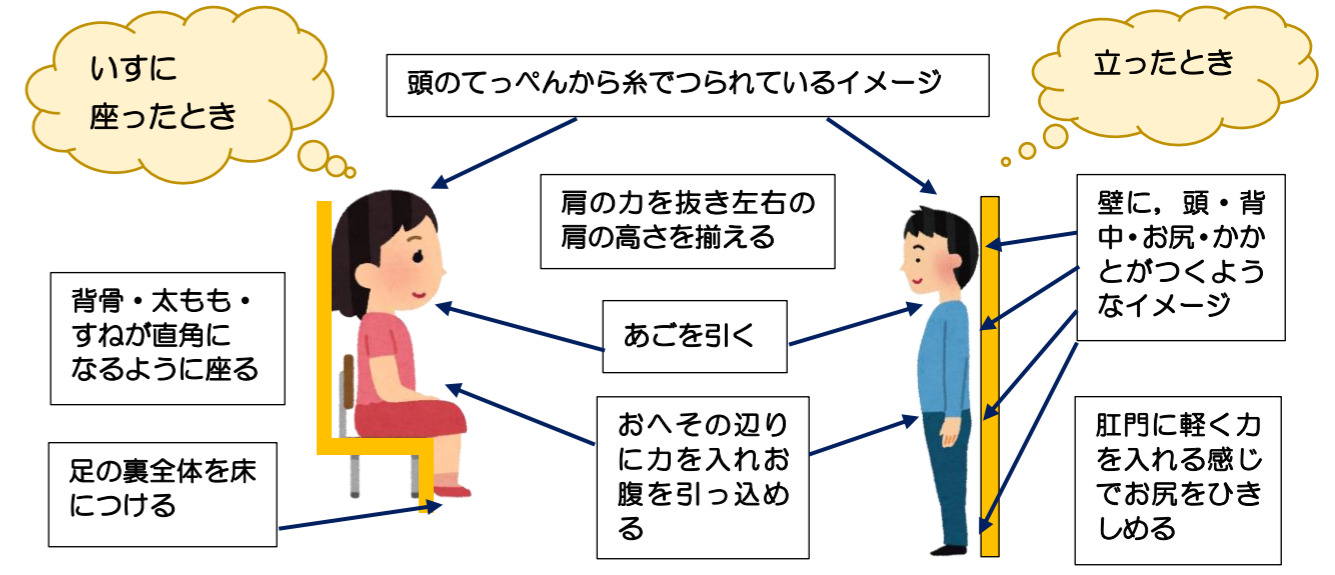 いすに
座ったとき
頭のてっぺんから糸でつられているイメージ
立ったとき
肩の力を抜き左右の
肩の高さを揃える
壁に，頭・背
中・お尻・かか
とがつくよう
なイメージ
背骨・太もも・
すねが直角に
なるように座る
あごを引く
おへその辺り
に力を入れお
腹を引っ込め
る
肛門に軽く力
を入れる感じ
でお尻をひき
しめる
足の裏全体を床
につける